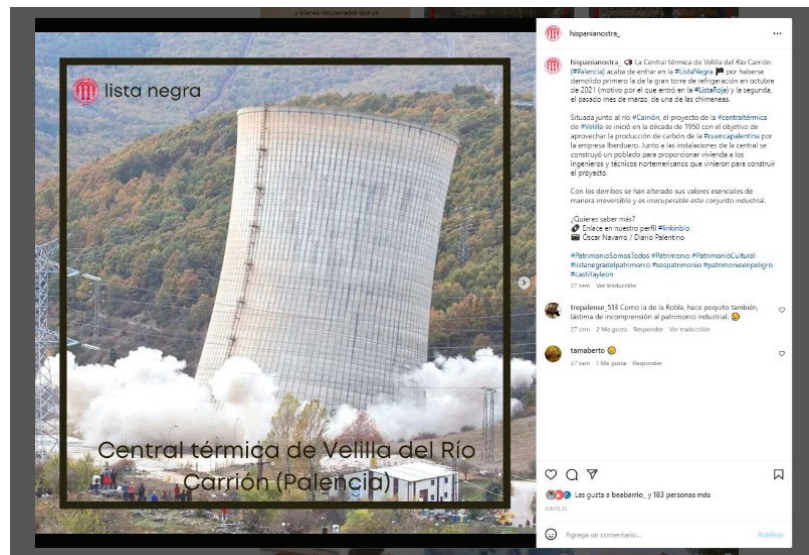 y bienes recuperados que ya
lista negra
Central térmica de Velilla del Río
Carrión (Palencia)
hispanianostra_
hispanianostra_ 📢 La Central térmica de Velilla del Río Carrión
(#Palencia) acaba de entrar en la #ListaNegra 🏴 por haberse
demolido primero la de la gran torre de refrigeración en octubre
de 2021 (motivo por el que entró en la #ListaRoja) y la segunda,
el pasado mes de marzo, de una de las chimeneas.
Situada junto al río #Carrión, el proyecto de la #centraltérmica
de #Velilla se inició en la década de 1950 con el objetivo de
aprovechar la producción de carbón de la #cuencapalentina por
la empresa Iberduero. Junto a las instalaciones de la central se
construyó un poblado para proporcionar vivienda a los
ingenieros y técnicos norteamericanos que vinieron para construir
el proyecto.
Con los derribos se han alterado sus valores esenciales de
manera irreversible y es irrecuperable este conjunto industrial.
¿Quieres saber más?
🔗 Enlace en nuestro perfil #linkinbio
📷 Óscar Navarro / Diario Palentino
#PatrimonioSomosTodos #Patrimonio #PatrimonioCultural
#listanegradelpatrimonio #sospatrimonio #patrimonioenpeligro
#castillayleon
27 sem Ver traducción
trepalense_513 Como la de la Robla, hace poquito también,
lástima de incomprensión al patrimonio industrial. 😥
27 sem 2 Me gusta Responder Ver traducción
tamaberto 😥
27 sem 1 Me gusta Responder
Les gusta a beabarrio_ y 183 personas más
Agrega un comentario...
Publicar